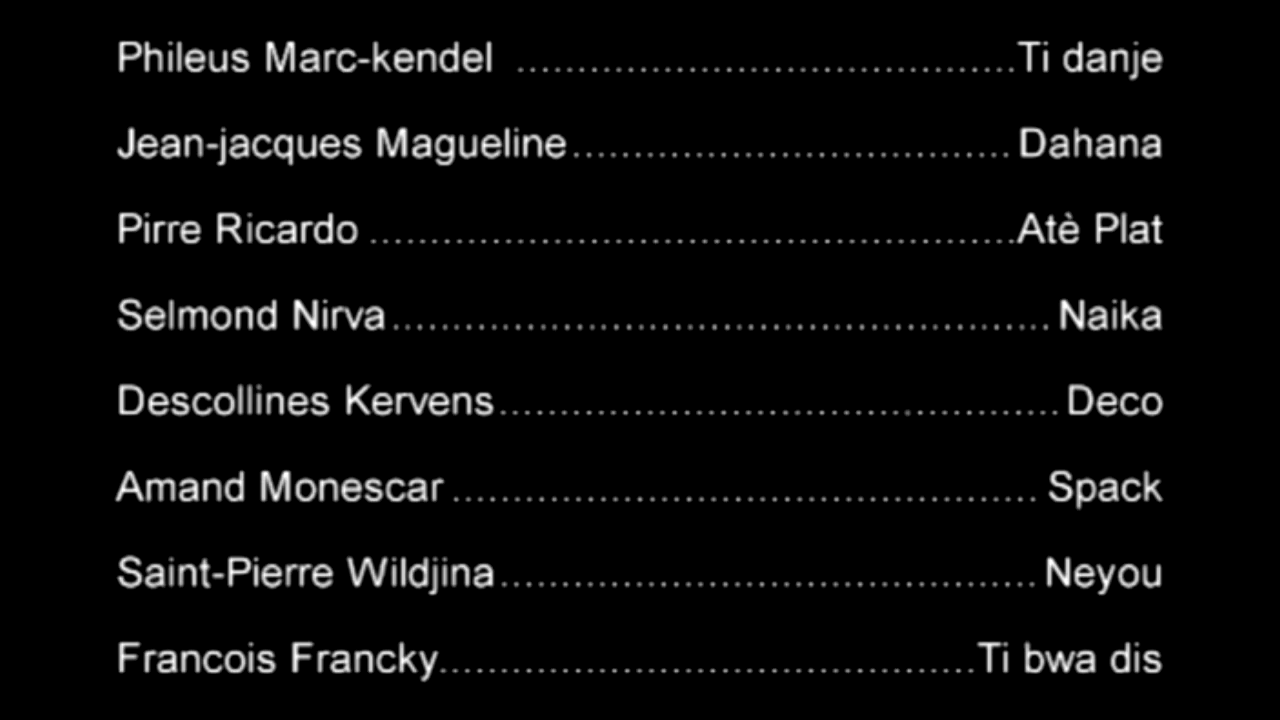 Phileus Marc-kendel ..........................................Ti danje
Jean-jacques Magueline..................................... Dahana
Pirre Ricardo ......................................................Atè Plat
Selmond Nirva....................................................... Naika
Descollines Kervens............................................... Deco
Amand Monescar ................................................. Spack
Saint-Pierre Wildjina............................................. Neyou
Francois Francky.............................................Ti bwa dis